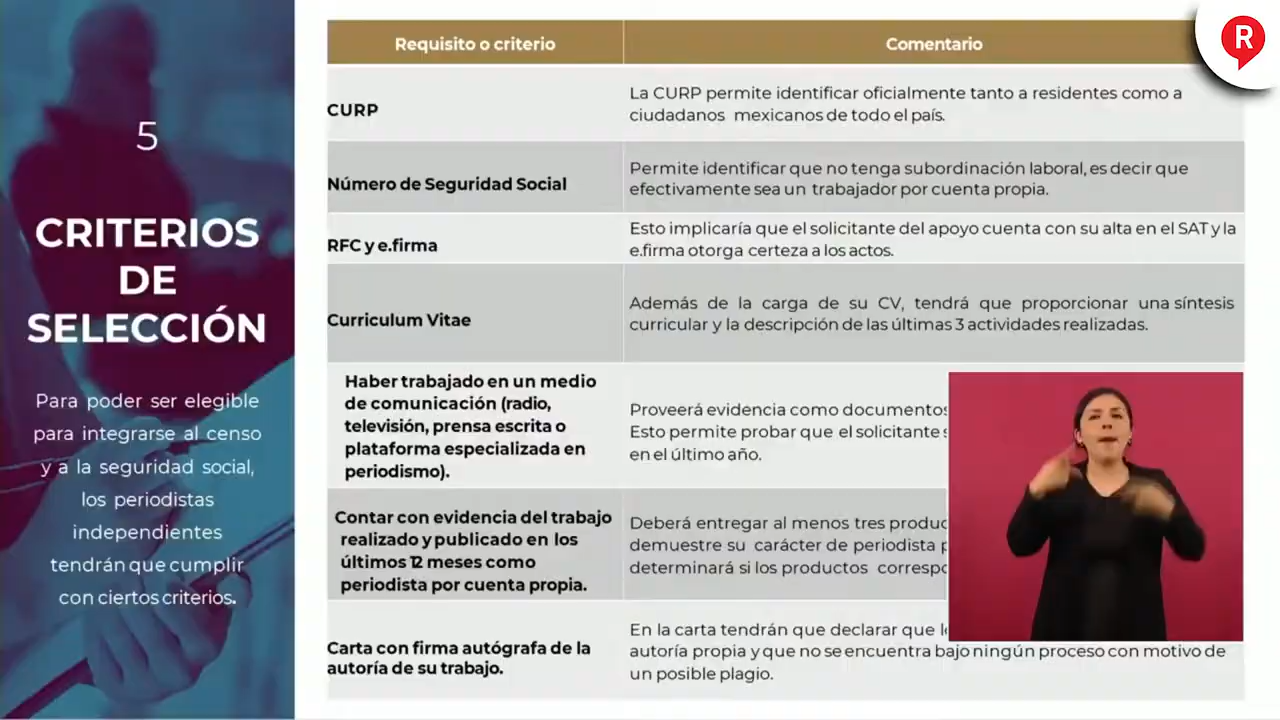 5
CRITERIOS
DE
SELECCIÓN
Para poder ser elegible
para integrarse al censo
y a la seguridad social,
los periodistas
independientes
tendrán que cumplir
con ciertos criterios.
Requisito o criterio
Comentario
R
CURP
La CURP permite identificar oficialmente tanto a residentes como a
ciudadanos mexicanos de todo el país.
Número de Seguridad Social
Permite identificar que no tenga subordinación laboral, es decir que
efectivamente sea un trabajador por cuenta propia.
RFC y e.firma
Esto implicaría que el solicitante del apoyo cuenta con su alta en el SAT y la
e.firma otorga certeza a los actos.
Curriculum Vitae
Además de la carga de su CV, tendrá que proporcionar una síntesis
curricular y la descripción de las últimas 3 actividades realizadas.
Haber trabajado en un medio
de comunicación (radio,
televisión, prensa escrita o
plataforma especializada en
periodismo).
Proveerá evidencia como documentos
Esto permite probar que el solicitante
en el último año.
Contar con evidencia del trabajo
realizado y publicado en los
últimos 12 meses como
periodista por cuenta propia.
Deberá entregar al menos tres
demuestre su carácter de periodista
determinará si los productos
Carta con firma autógrafa de la
autoría de su trabajo.
En la carta tendrán que declarar que
autoría propia y que no se encuentra bajo ningún proceso con motivo de
un posible plagio.